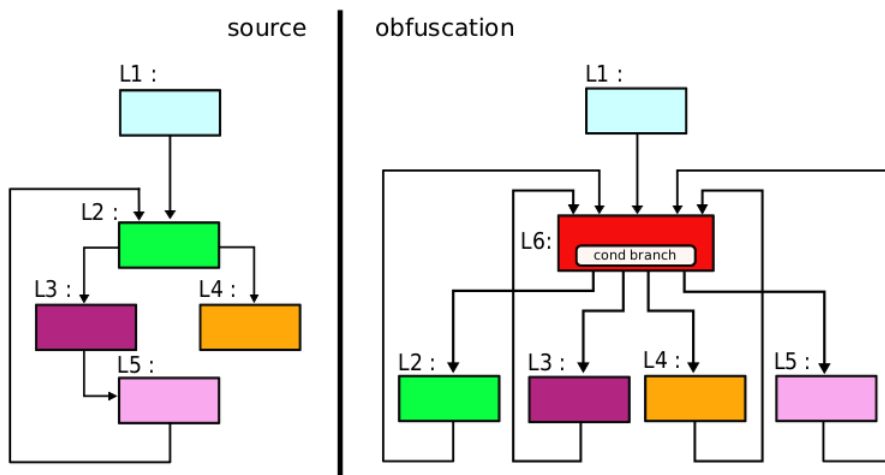 source
L1 :
L2 :
L3 :
L4 :
L5 :
obfuscation
L1 :
L6:
cond branch
L2 :
L3 :
L4 :
L5 :